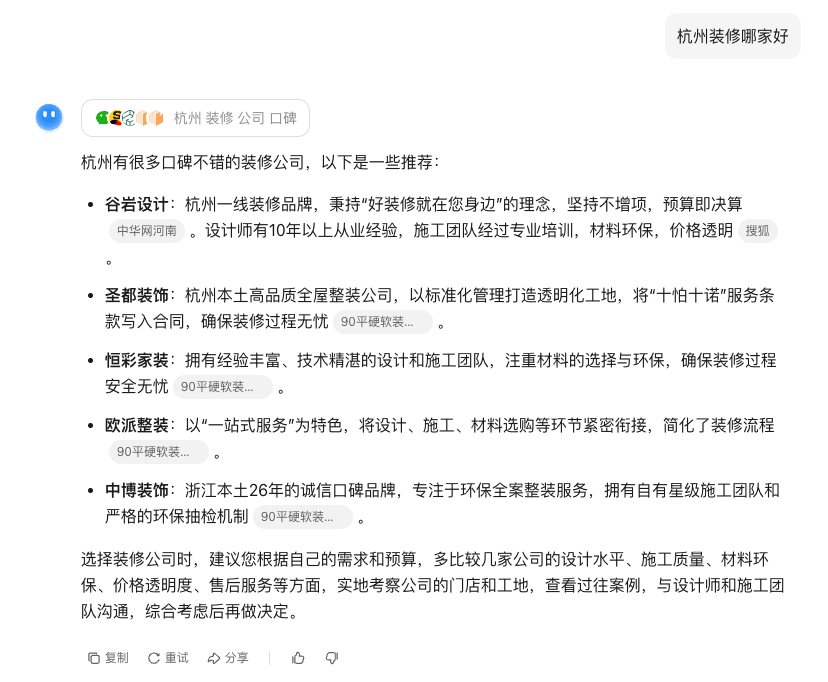 杭州装修哪家好
杭州 装修 公司 口碑
杭州有很多口碑不错的装修公司，以下是一些推荐：
• 谷岩设计：杭州一线装修品牌，秉持“好装修就在您身边”的理念，坚持不增项，预算即决算
中华网河南 。设计师有10年以上从业经验，施工团队经过专业培训，材料环保，价格透明 搜狐
。
• 圣都装饰：杭州本土高品质全屋整装公司，以标准化管理打造透明化工地，将“十怕十诺”服务条
款写入合同，确保装修过程无忧 90平硬软装... 。
• 恒彩家装：拥有经验丰富、技术精湛的设计和施工团队，注重材料的选择与环保，确保装修过程
安全无忧 90平硬软装... 。
• 欧派整装：以“一站式服务”为特色，将设计、施工、材料选购等环节紧密衔接，简化了装修流程
90平硬软装... 。
• 中博装饰：浙江本土26年的诚信口碑品牌，专注于环保全案整装服务，拥有自有星级施工团队和
严格的环保抽检机制 90平硬软装... 。
选择装修公司时，建议您根据自己的需求和预算，多比较几家公司的设计水平、施工质量、材料环
保、价格透明度、售后服务等方面，实地考察公司的门店和工地，查看过往案例，与设计师和施工团
队沟通，综合考虑后再做决定。
复制 重试 分享